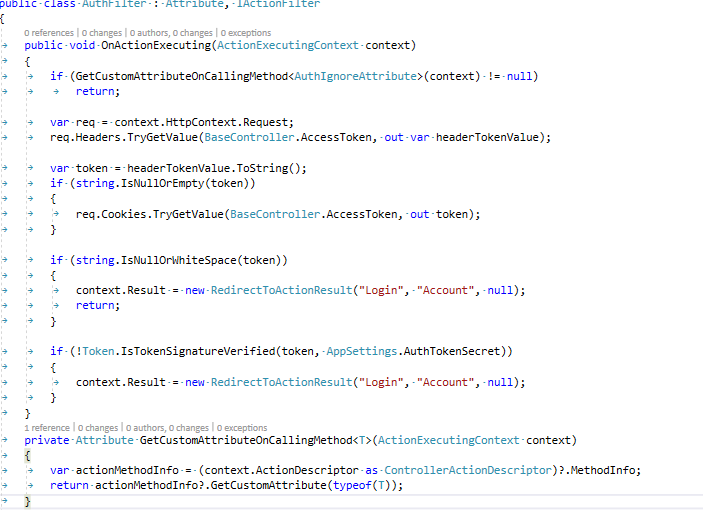 public class AuthFilter : Attribute, IActionFilter
{
0 references | 0 changes | 0 authors, 0 changes | 0 exceptions
public void OnActionExecuting(ActionExecutingContext context)
{
if (GetCustomAttributeOnCallingMethod<AuthIgnoreAttribute>(context) != null)
return;
var req = context.HttpContext.Request;
req.Headers.TryGetValue(BaseController.AccessToken, out var headerTokenValue);
var token = headerTokenValue.ToString();
if (string.IsNullOrEmpty(token))
{
req.Cookies.TryGetValue(BaseController.AccessToken, out token);
}
if (string.IsNullOrWhiteSpace(token))
{
context.Result = new RedirectToActionResult("Login", "Account", null);
return;
}
if (!Token.IsTokenSignatureVerified(token, AppSettings.AuthTokenSecret))
{
context.Result = new RedirectToActionResult("Login", "Account", null);
}
}
1 reference | 0 changes | 0 authors, 0 changes | 0 exceptions
private Attribute GetCustomAttributeOnCallingMethod<T>(ActionExecutingContext context)
{
var actionMethodInfo = (context.ActionDescriptor as ControllerActionDescriptor)?.MethodInfo;
return actionMethodInfo?.GetCustomAttribute(typeof(T));
}